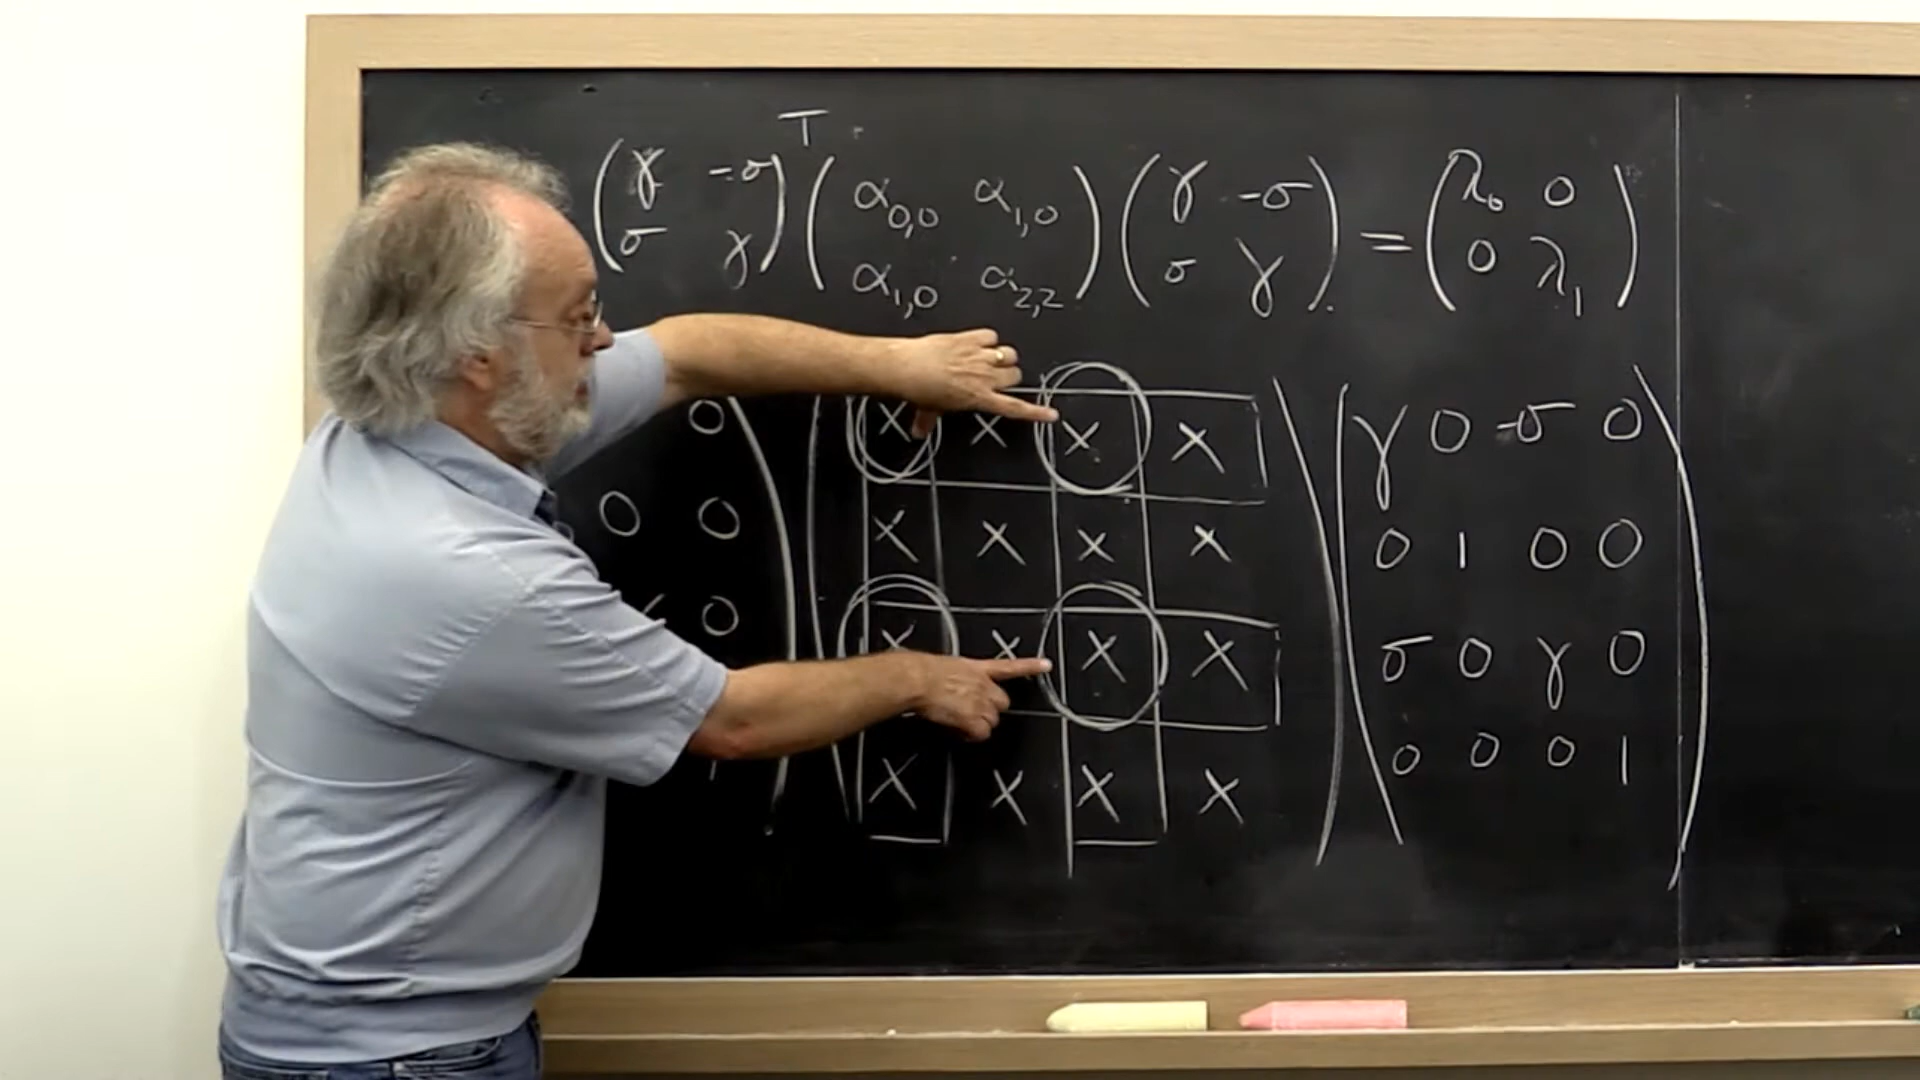 T
( γ -σ ) ( α0,0 α1,0 ) ( γ -σ ) = ( λ0 0 )
( σ γ ) ( α1,0 α2,2 ) ( σ γ ) ( 0 λ1 )
0 ) ( × × × × ) ( γ 0 -σ 0 )
0 0 ) ( × × × × ) ( 0 1 0 0 )
0 ) ( × × × × ) ( σ 0 γ 0 )
) ( × × × × ) ( 0 0 0 1 )